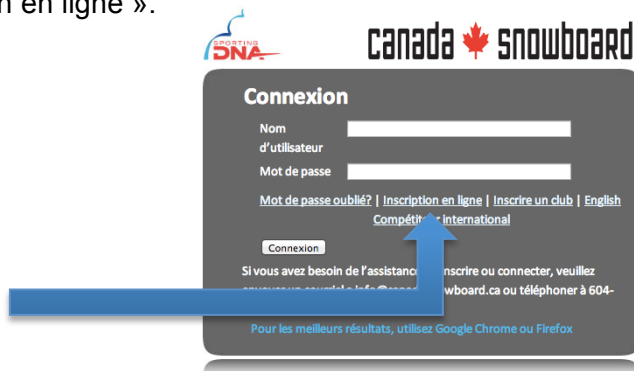 n en ligne ».
SPORTING
DNA
canada snowboard
Connexion
Nom
d'utilisateur
Mot de passe
Mot de passe oublié? | Inscription en ligne | Inscrire un club | English
Compétiteur international
Connexion
Si vous avez besoin de l'assistance inscrire ou connecter, veuillez
wboard.ca ou téléphoner à 604-
Pour les meilleurs résultats, utilisez Google Chrome ou Firefox